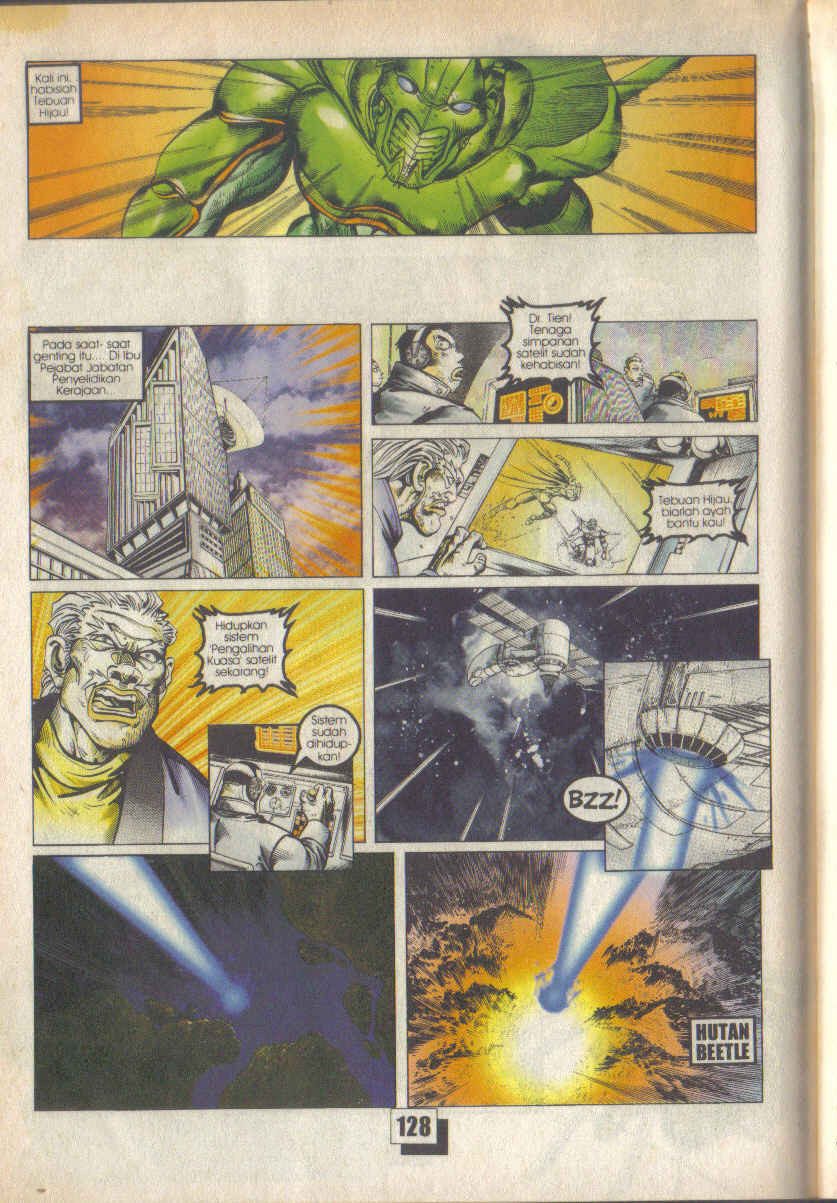 Kali ini,
habislah
Tebuan
Hijau!
Pada saat- saat
genting itu.... Di Ibu
Pejabat Jabatan
Penyelidikan
Kerajaan...
Dr. Tien!
Tenaga
simpanan
satelit sudah
kehabisan!
Tebuan Hijau,
biarlah ayah
bantu kau!
Hidupkan
sistem
'Pengalihan
Kuasa' satelit
sekarang!
Sistem
sudah
dihidup-
kan!
BZZ!
HUTAN
BEETLE
128